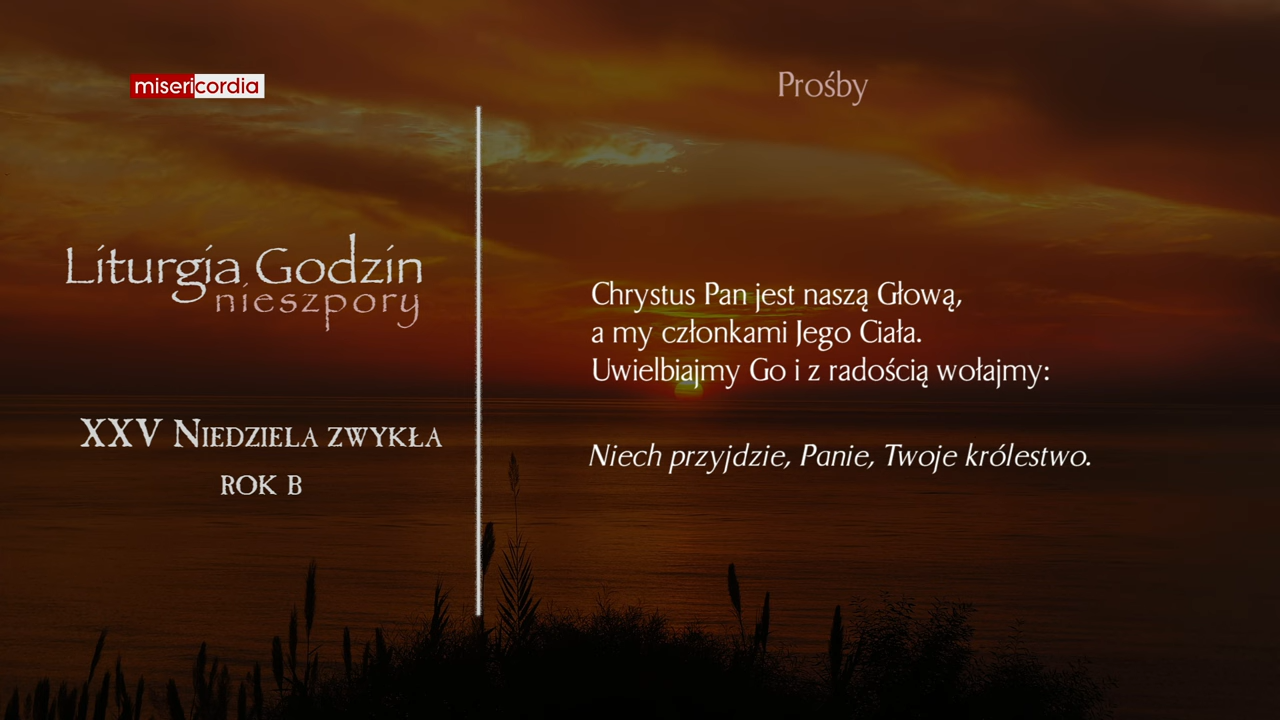 misericordia
Liturgia Godzin
nieszpory
XXV Niedziela zwykła
rok B
Prośby
Chrystus Pan jest naszą Głową,
a my członkami Jego Ciała.
Uwielbiajmy Go i z radością wołajmy:
Niech przyjdzie, Panie, Twoje królestwo.